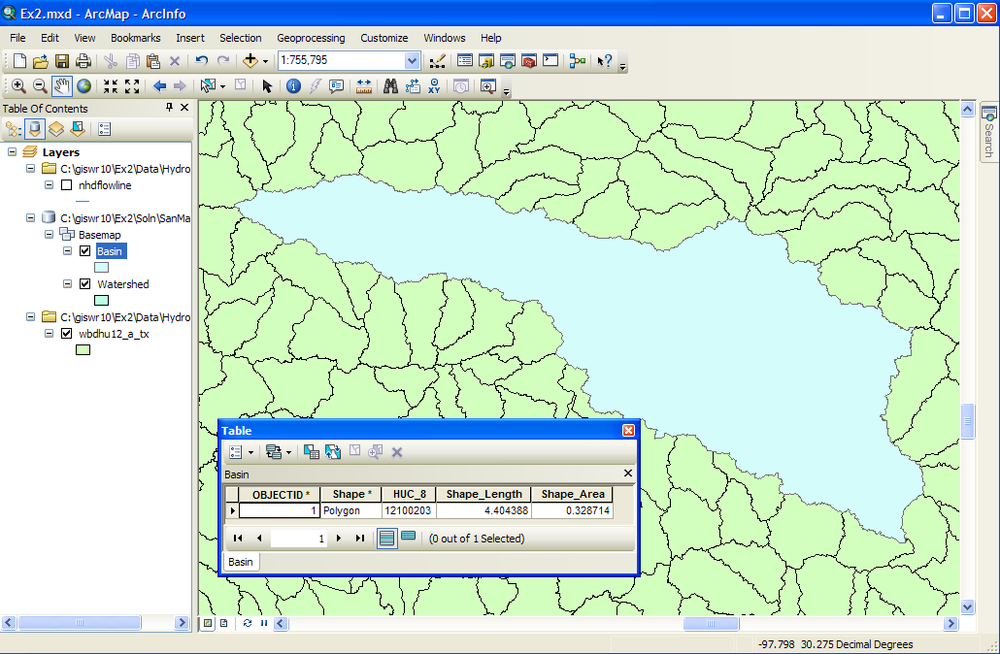 Ex2.mxd - ArcMap - ArcInfo
File Edit View Bookmarks Insert Selection Geoprocessing Customize Windows Help
1:755,795
Table Of Contents
Layers
C:\giswr10\Ex2\Data\Hydro
nhdflowline
C:\giswr10\Ex2\Soln\SanMa
Basemap
Basin
Watershed
C:\giswr10\Ex2\Data\Hydro
wbdhu12_a_tx
Search
Table
Basin
OBJECTID * Shape * HUC_8 Shape_Length Shape_Area
1 Polygon 12100203 4.404388 0.328714
1 (0 out of 1 Selected)
Basin
-97.798 30.275 Decimal Degrees